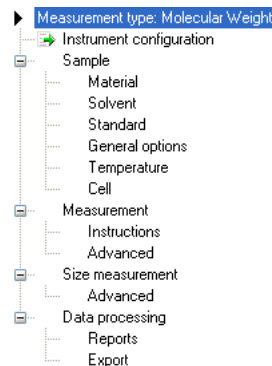 Measurement type: Molecular Weight
Instrument configuration
Sample
Material
Solvent
Standard
General options
Temperature
Cell
Measurement
Instructions
Advanced
Size measurement
Advanced
Data processing
Reports
Export